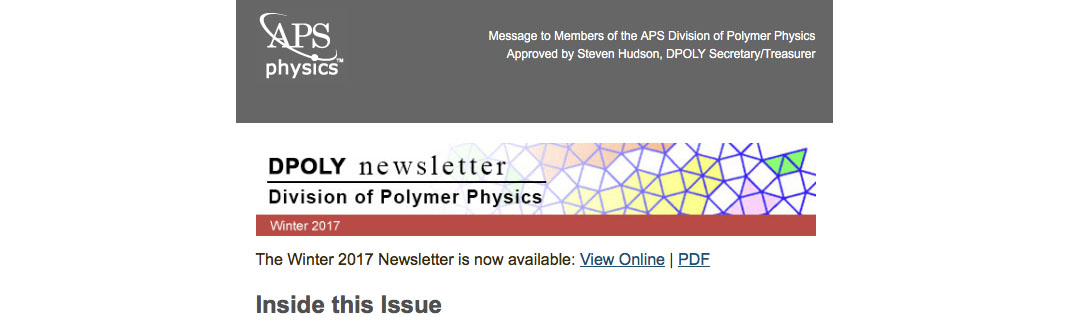 APS
physics™
Message to Members of the APS Division of Polymer Physics
Approved by Steven Hudson, DPOLY Secretary/Treasurer
DPOLY newsletter
Division of Polymer Physics
Winter 2017
The Winter 2017 Newsletter is now available: View Online | PDF
Inside this Issue